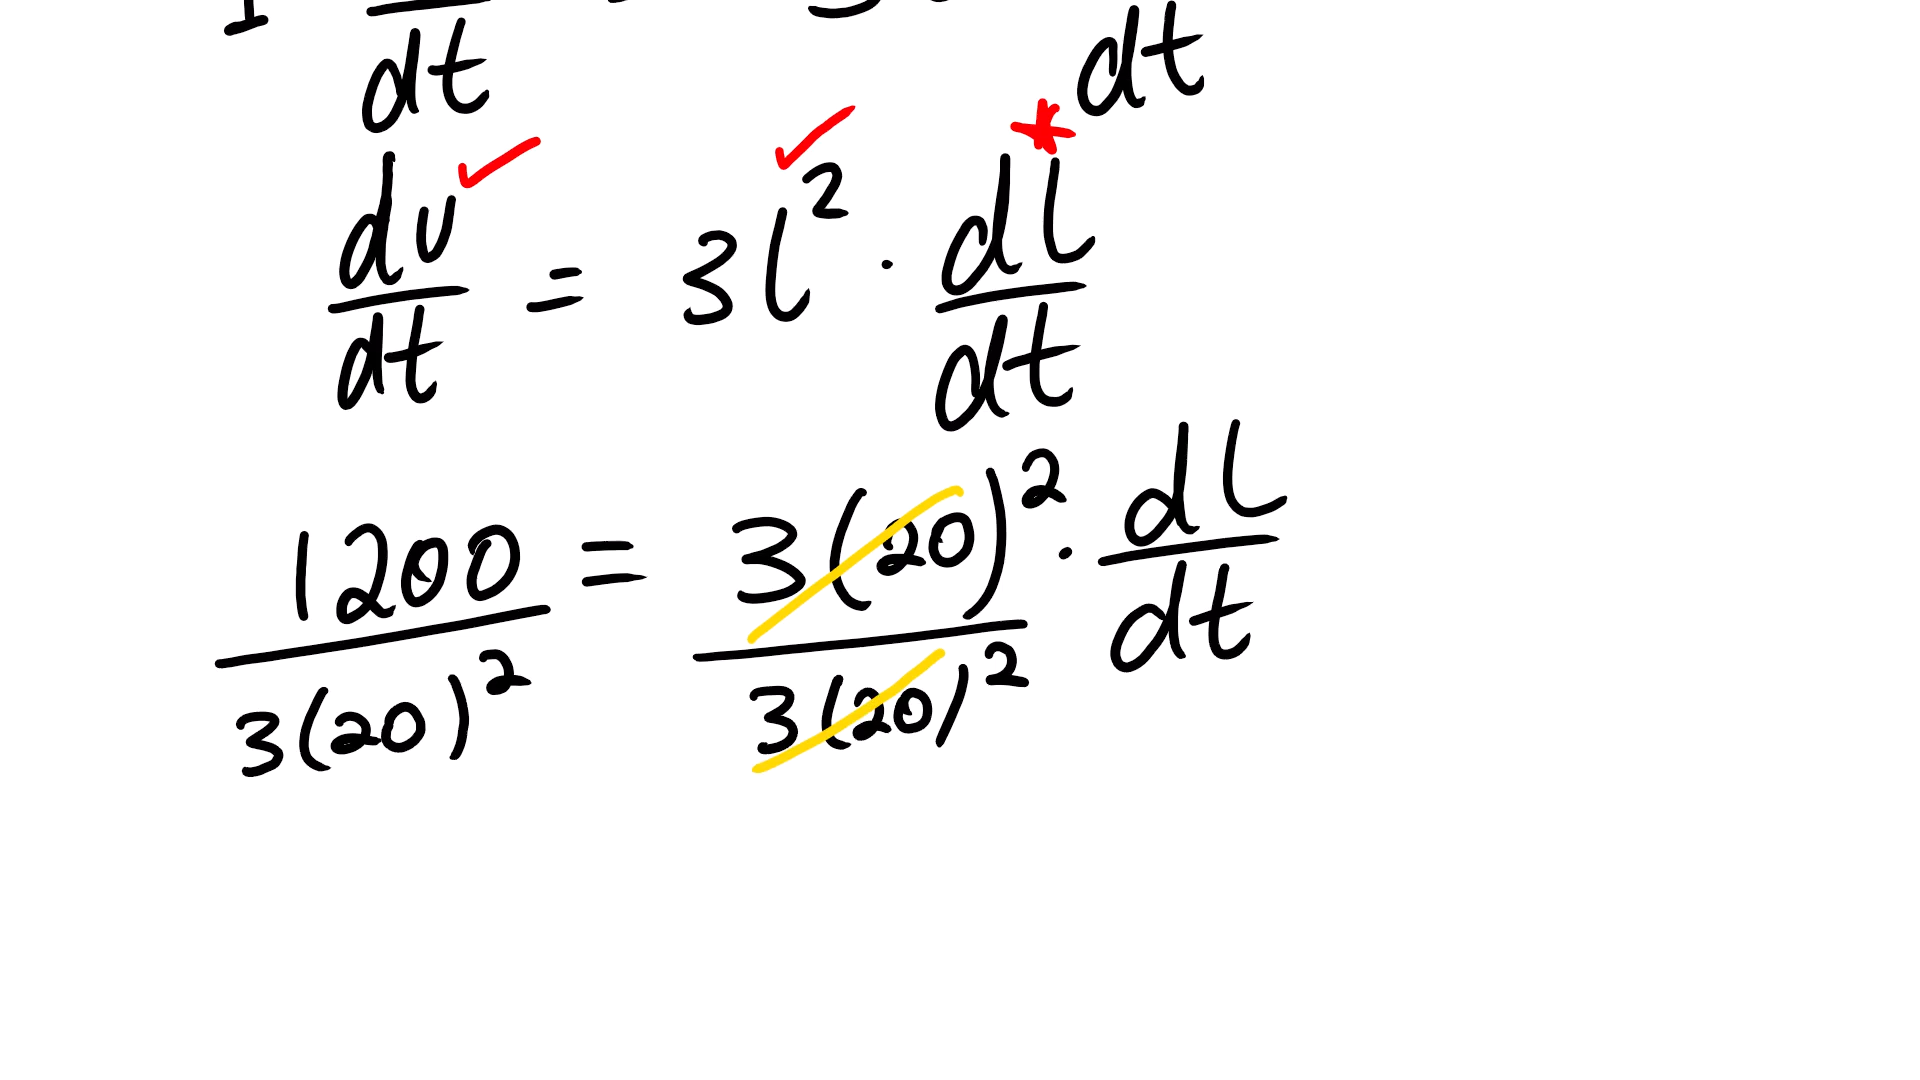 dt dt
dv/dt = 3l² · dl/dt
1200/3(20)² = 3(20)²/3(20)² · dl/dt